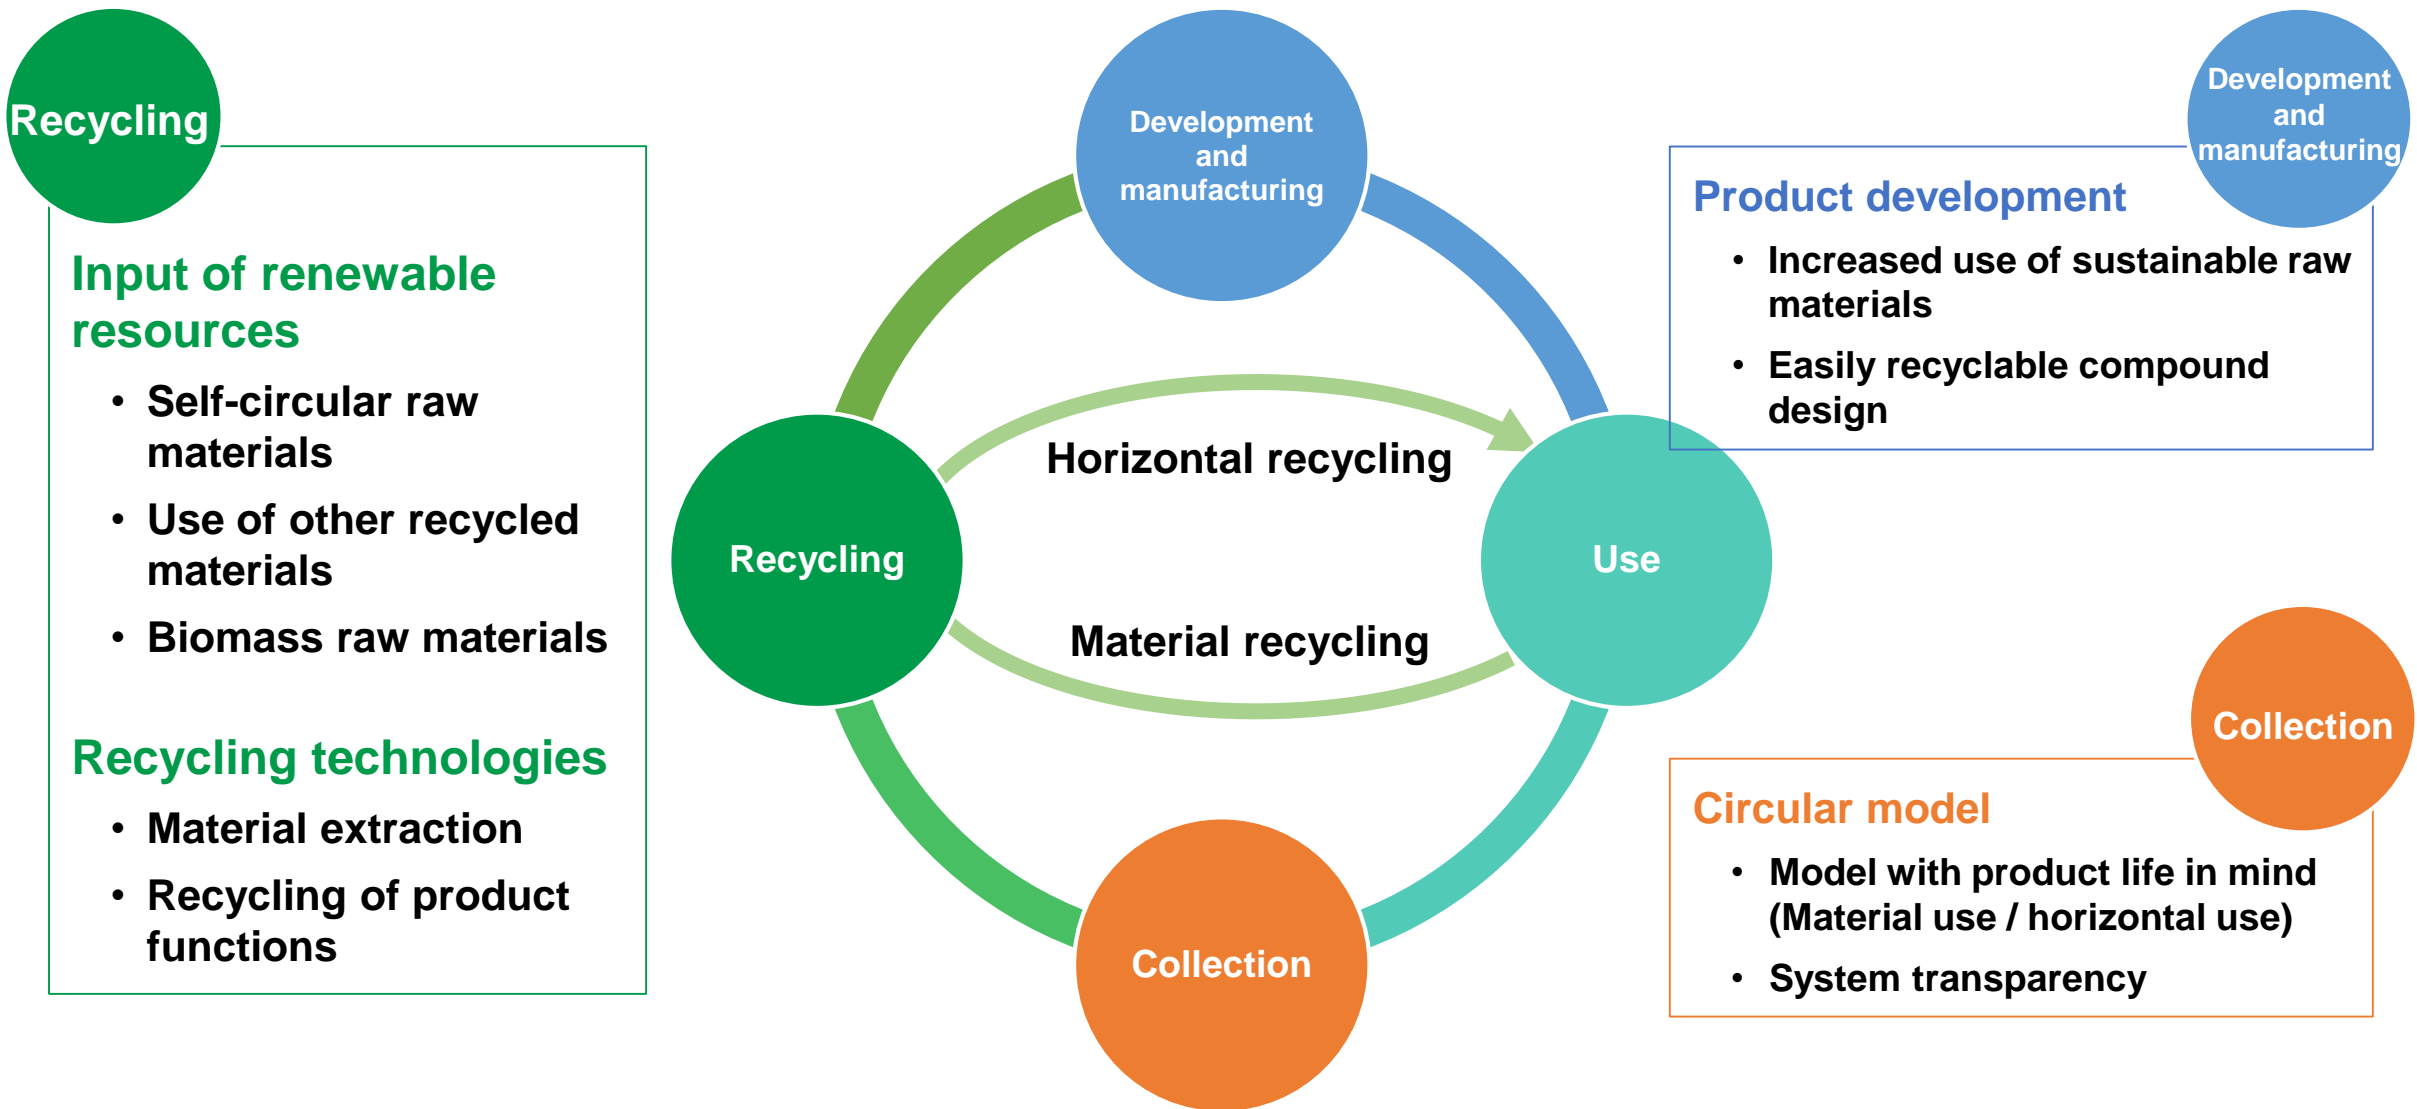 Recycling
Input of renewable
resources
• Self-circular raw
materials
• Use of other recycled
materials
• Biomass raw materials
Recycling technologies
• Material extraction
• Recycling of product
functions
Development
and
manufacturing
Horizontal recycling
Recycling
Use
Material recycling
Collection
Development
and
manufacturing
Product development
• Increased use of sustainable raw
materials
• Easily recyclable compound
design
Collection
Circular model
• Model with product life in mind
(Material use / horizontal use)
• System transparency